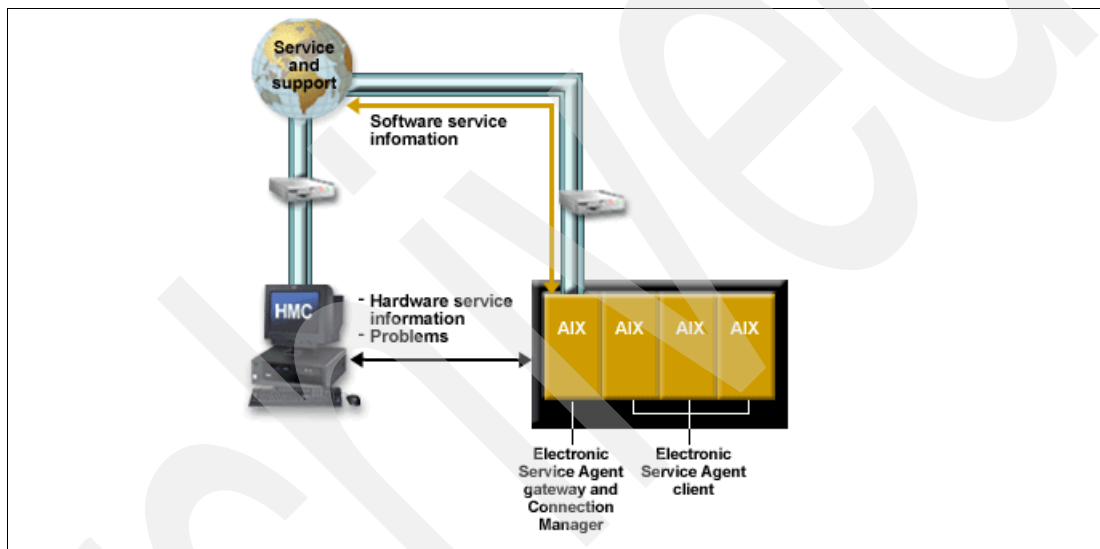 Service
and
support
Software service
infomation
HMC
- Hardware service
information
- Problems
AIX
AIX
AIX
AIX
Electronic
Service Agent
gateway and
Connection
Manager
Electronic
Service Agent
client